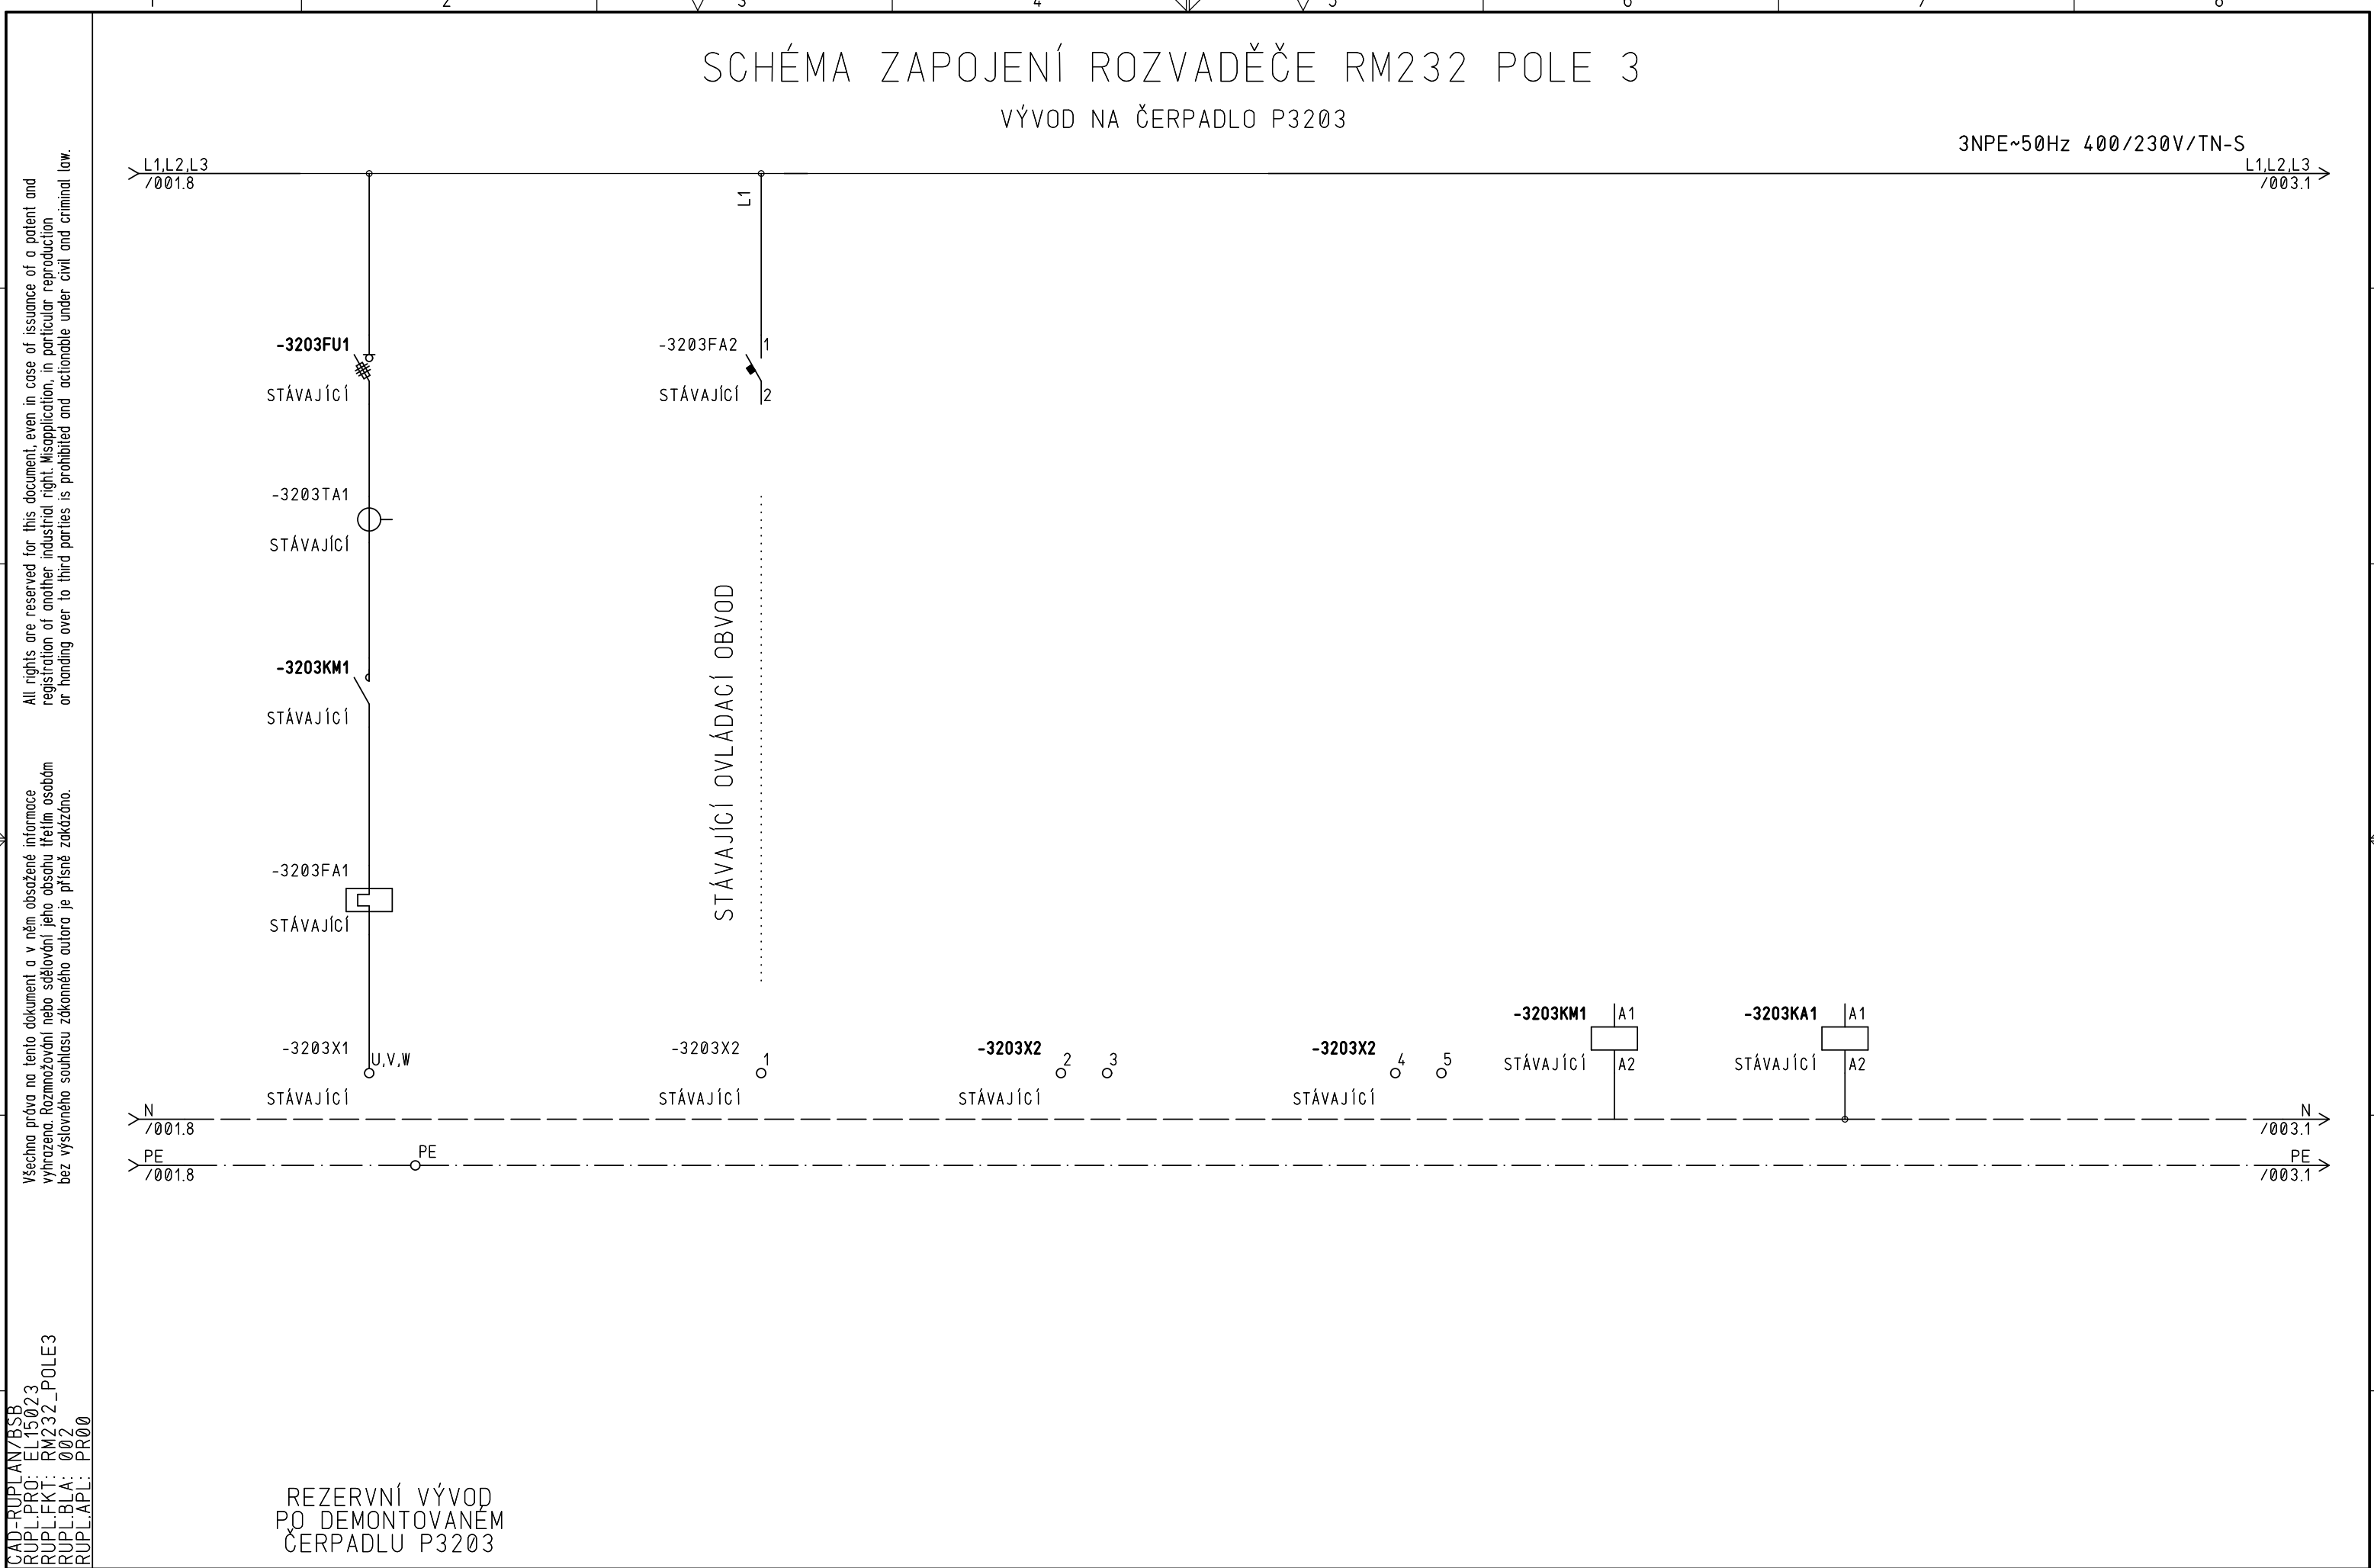 1 2 3 4 5 6 7 8
SCHÉMA ZAPOJENÍ ROZVADĚČE RM232 POLE 3
VÝVOD NA ČERPADLO P3203
3NPE~50Hz 400/230V/TN-S
L1,L2,L3
/001.8
L1,L2,L3
/003.1
L1
-3203FU1
STÁVAJÍCÍ
-3203FA2
1
STÁVAJÍCÍ
2
-3203TA1
STÁVAJÍCÍ
-3203KM1
STÁVAJÍCÍ
STÁVAJÍCÍ OVLÁDACÍ OBVOD
-3203FA1
STÁVAJÍCÍ
-3203X1
U,V,W
STÁVAJÍCÍ
-3203X2
1
STÁVAJÍCÍ
-3203X2
2
3
STÁVAJÍCÍ
-3203X2
4
5
STÁVAJÍCÍ
-3203KM1
A1
STÁVAJÍCÍ
A2
-3203KA1
A1
STÁVAJÍCÍ
A2
N
/001.8
N
/003.1
PE
/001.8
PE
PE
/003.1
REZERVNÍ VÝVOD
PO DEMONTOVANÉM
ČERPADLU P3203
All rights are reserved for this document, even in case of issuance of a patent and
registration of another industrial right. Misapplication, in particular reproduction
or handing over to third parties is prohibited and actionable under civil and criminal law.
Všechna práva na tento dokument a v něm obsažené informace
vyhrazena. Rozmnožování nebo sdělování jeho obsahu třetím osobám
bez výslovného souhlasu zákonného autora je přísně zakázáno.
CAD-RUPLAN/BSB
RUPL.PRO: EL15023
RUPL.FKT: RM232_POLE3
RUPL.BLA: 002
RUPL.APL: PR00